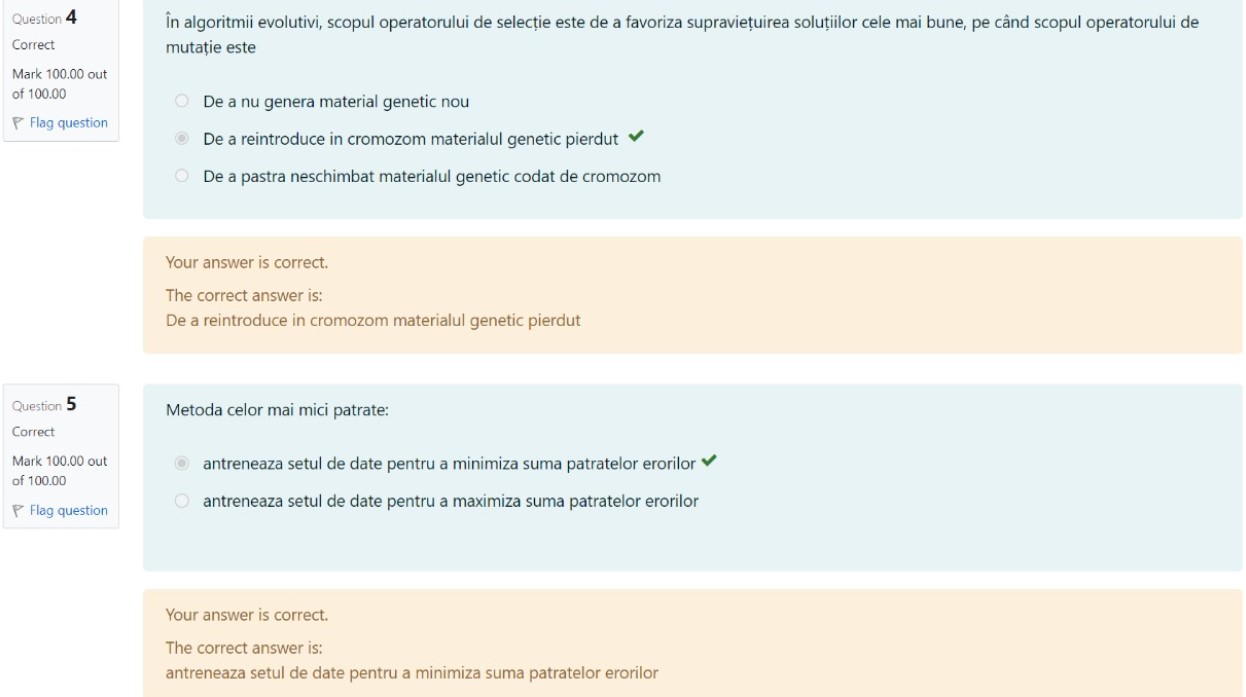 Question 4
Correct
Mark 100.00 out
of 100.00
Flag question
În algoritmii evolutivi, scopul operatorului de selecție este de a favoriza supraviețuirea soluțiilor cele mai bune, pe când scopul operatorului de
mutație este
De a nu genera material genetic nou
De a reintroduce in cromozom materialul genetic pierdut
De a pastra neschimbat materialul genetic codat de cromozom
Your answer is correct.
The correct answer is:
De a reintroduce in cromozom materialul genetic pierdut
Question 5
Correct
Mark 100.00 out
of 100.00
Flag question
Metoda celor mai mici patrate:
antreneaza setul de date pentru a minimiza suma patratelor erorilor
antreneaza setul de date pentru a maximiza suma patratelor erorilor
Your answer is correct.
The correct answer is:
antreneaza setul de date pentru a minimiza suma patratelor erorilor